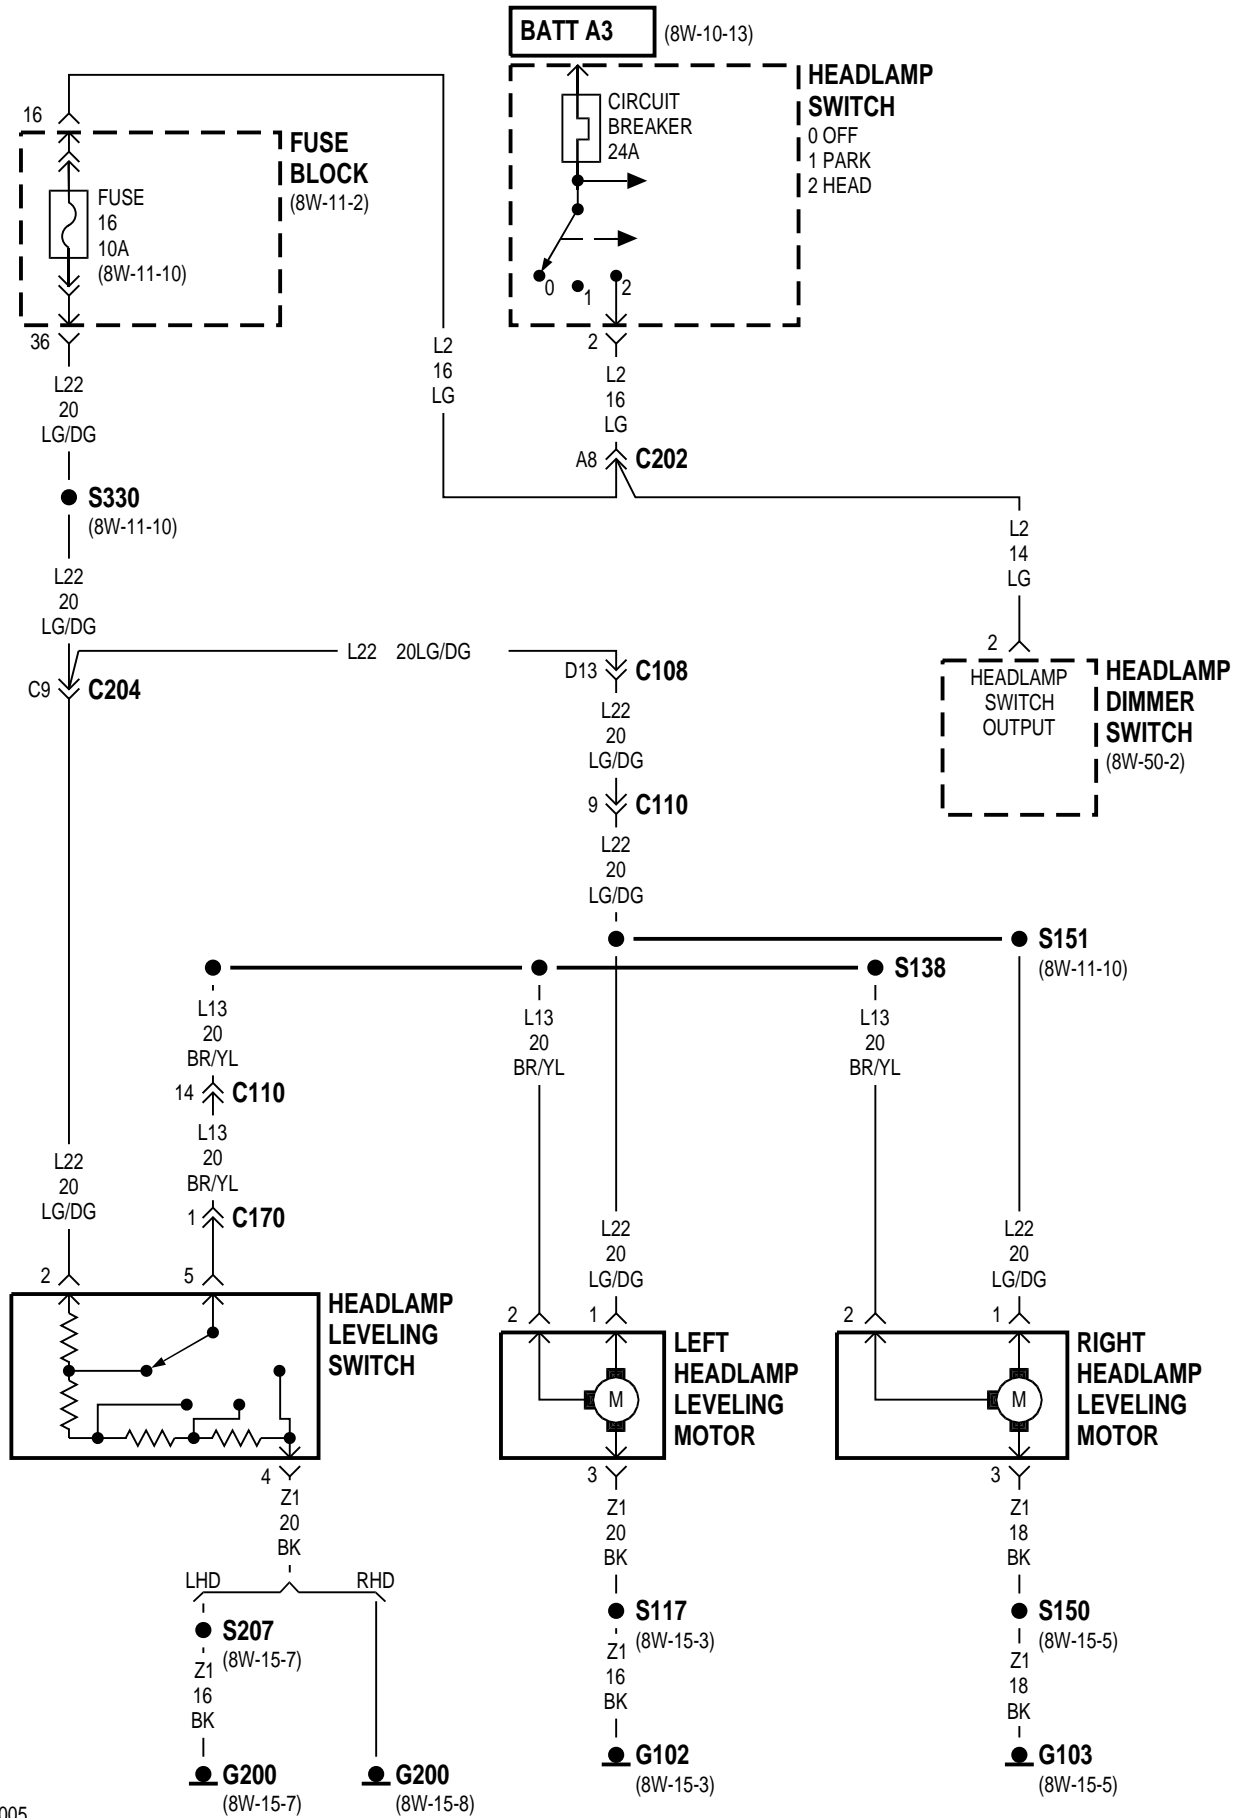 BATT A3 (8W-10-13)
HEADLAMP
SWITCH
0 OFF
1 PARK
2 HEAD
CIRCUIT
BREAKER
24A
0
1
2
2
16
FUSE
BLOCK
(8W-11-2)
FUSE
16
10A
(8W-11-10)
36
L22
20
LG/DG
L2
16
LG
L2
16
LG
A8 C202
S330
(8W-11-10)
L2
14
LG
L22
20
LG/DG
L22 20LG/DG
C9 C204
D13 C108
2
HEADLAMP
SWITCH
OUTPUT
HEADLAMP
DIMMER
SWITCH
(8W-50-2)
L22
20
LG/DG
9 C110
L22
20
LG/DG
S151
(8W-11-10)
S138
L13
20
BR/YL
L13
20
BR/YL
L13
20
BR/YL
14 C110
L13
20
BR/YL
1 C170
L22
20
LG/DG
L22
20
LG/DG
L22
20
LG/DG
2
5
HEADLAMP
LEVELING
SWITCH
2
1
M
LEFT
HEADLAMP
LEVELING
MOTOR
2
1
M
RIGHT
HEADLAMP
LEVELING
MOTOR
4
Z1
20
BK
3
Z1
20
BK
3
Z1
18
BK
LHD
RHD
S207
(8W-15-7)
S117
(8W-15-3)
S150
(8W-15-5)
Z1
16
BK
Z1
16
BK
Z1
18
BK
G200
(8W-15-7)
G200
(8W-15-8)
G102
(8W-15-3)
G103
(8W-15-5)